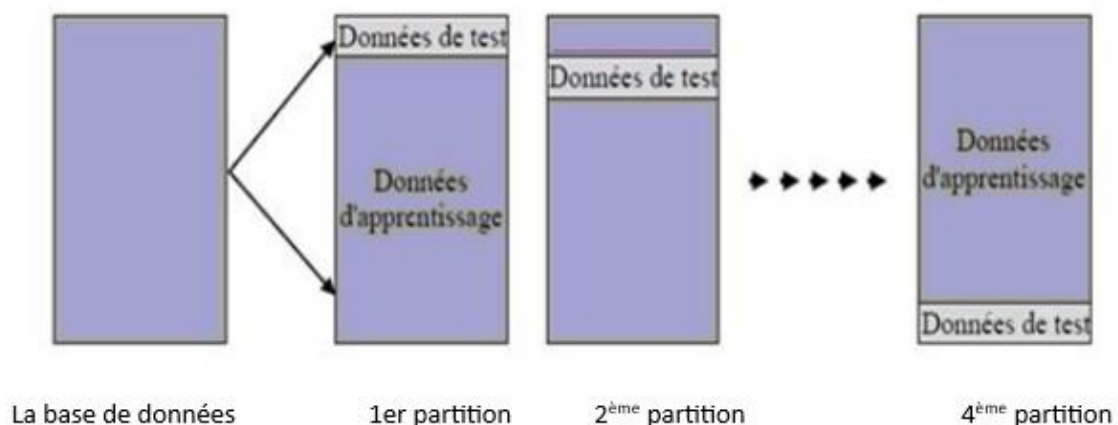 Données de test
Données
d'apprentissage
Données de test
Données
d'apprentissage
Données de test
La base de données
1er partition
2ème partition
4ème partition